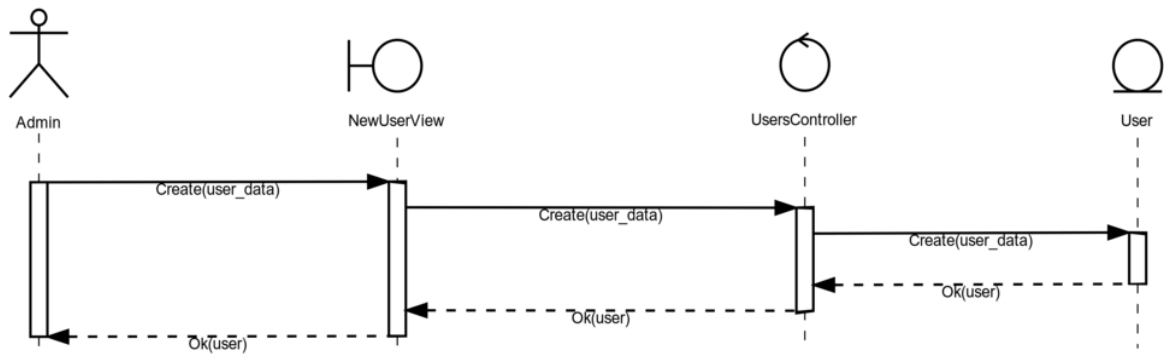 Admin
NewUserView
UsersController
User
Create(user_data)
Create(user_data)
Create(user_data)
Ok(user)
Ok(user)
Ok(user)